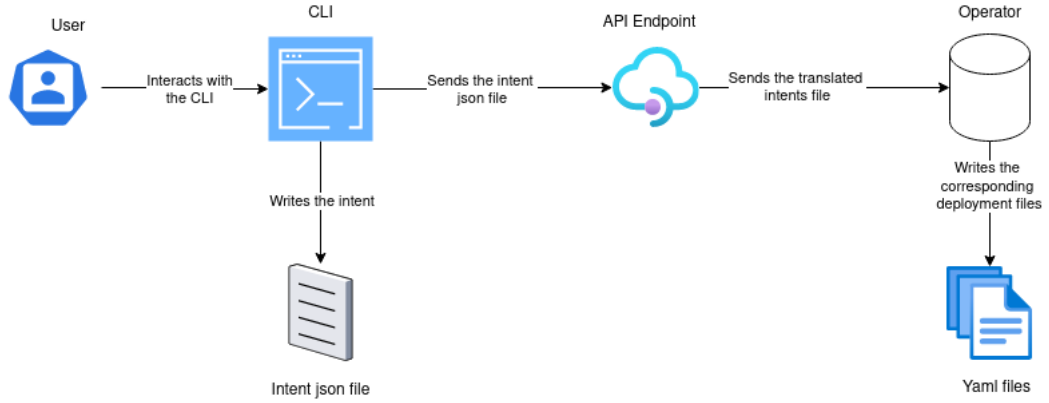 User
CLI
API Endpoint
Operator
Interacts with
the CLI
Sends the intent
json file
Sends the translated
intents file
Writes the intent
Writes the
corresponding
deployment files
Intent json file
Yaml files